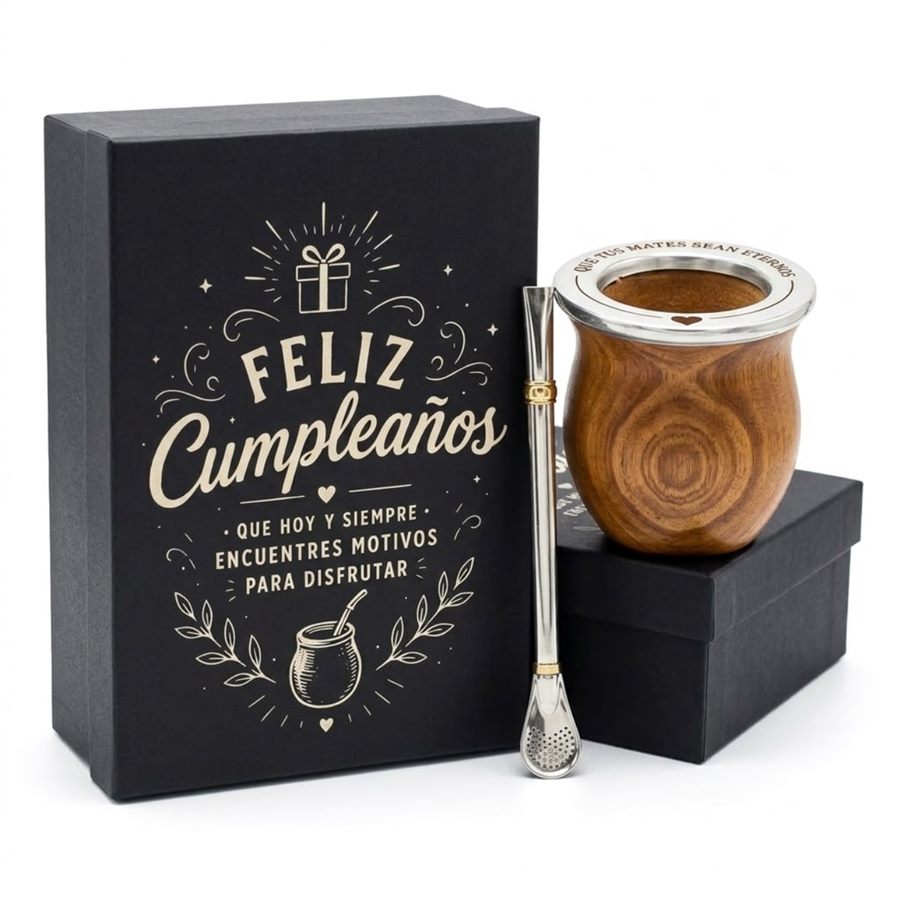 FELIZ
Cumpleaños
· QUE HOY Y SIEMPRE ·
ENCUENTRES MOTIVOS
PARA DISFRUTAR
QUE TUS MATES SEAN ETERNOS